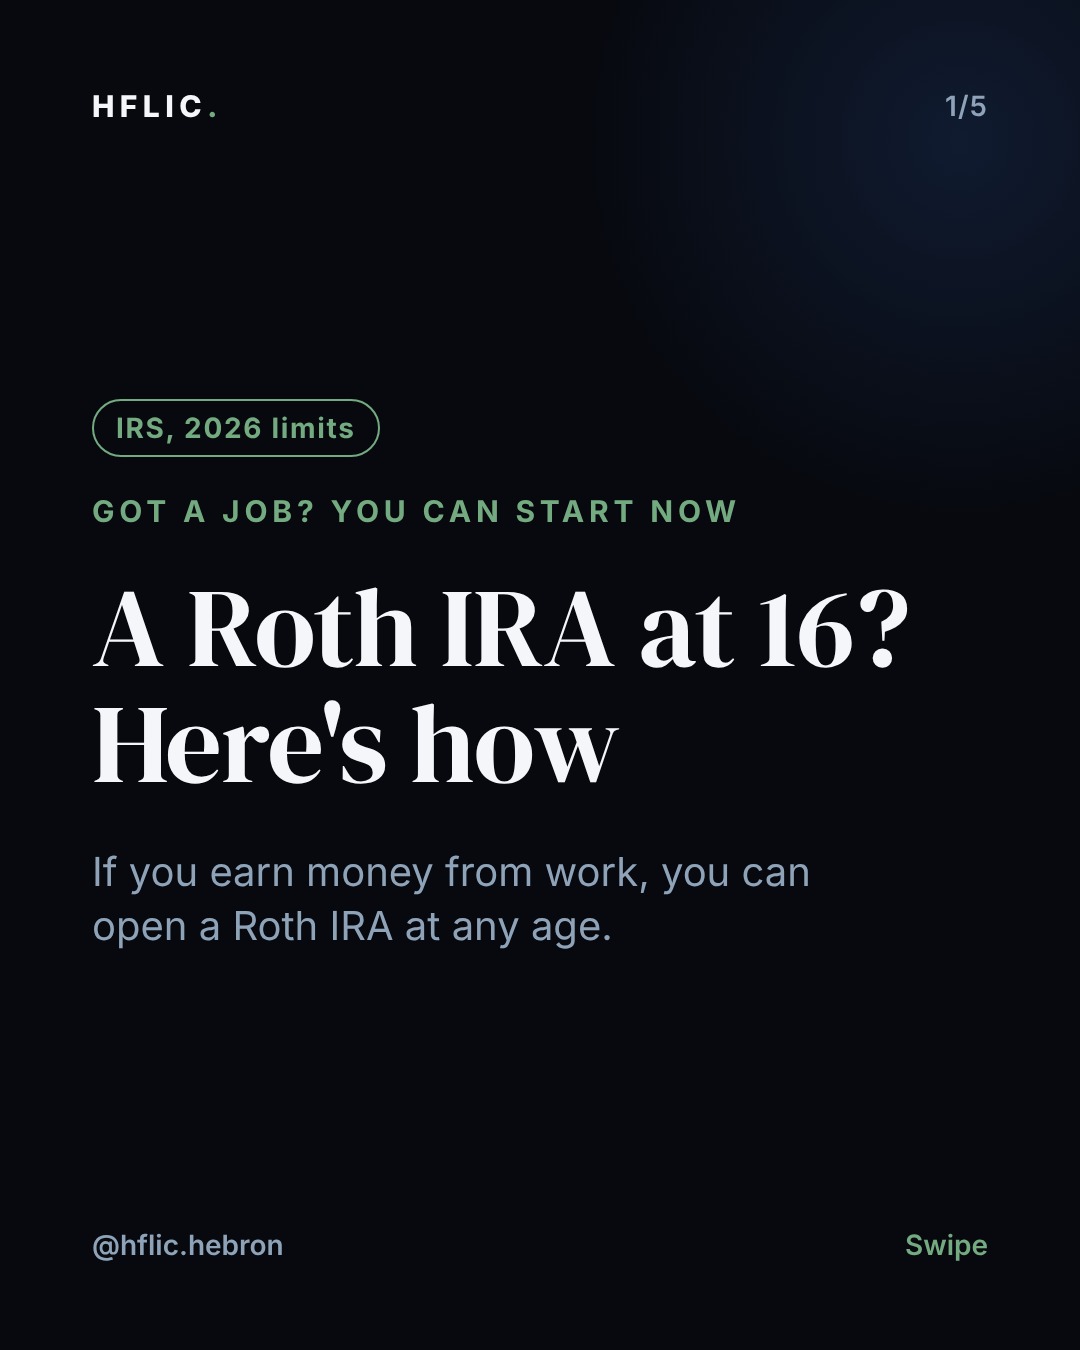 HFLIC.
1/5
IRS, 2026 limits
GOT A JOB? YOU CAN START NOW
A Roth IRA at 16?
Here's how
If you earn money from work, you can
open a Roth IRA at any age.
@hflic.hebron
Swipe